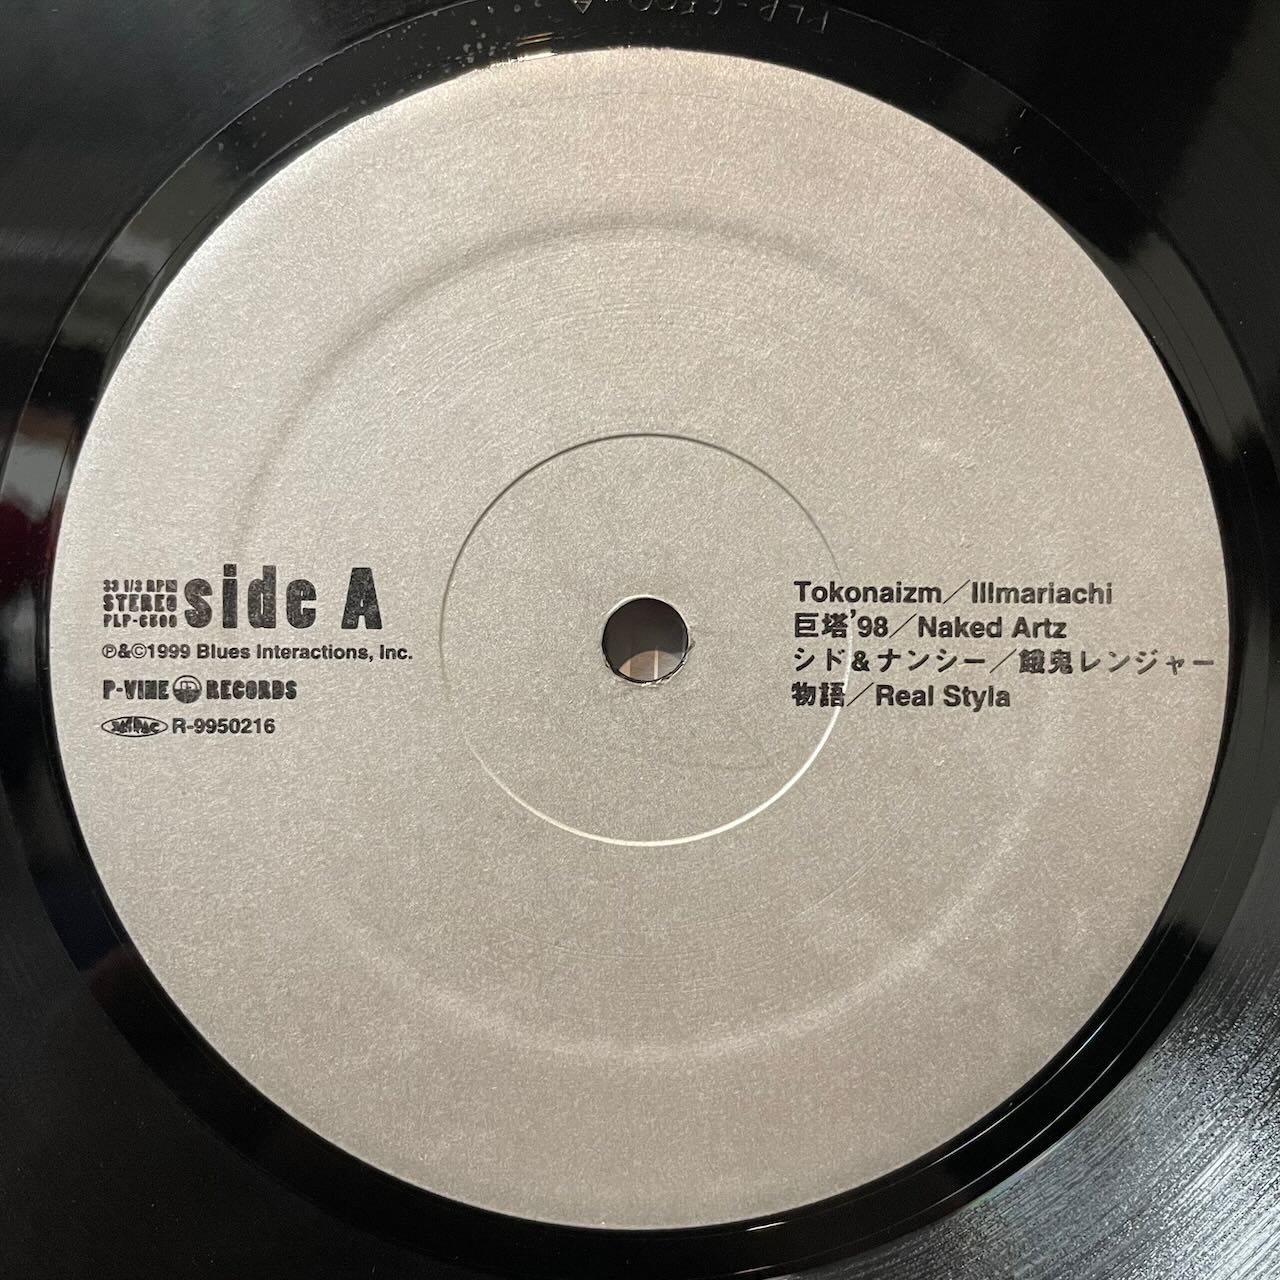 33 1/3 RPM
STEREO
PLP-6500
side A
℗&©1999 Blues Interactions, Inc.
P-VINE RECORDS
R-9950216
Tokonaizm／Illmariachi
巨塔'98／Naked Artz
シド＆ナンシー／餓鬼レンジャー
物語／Real Styla